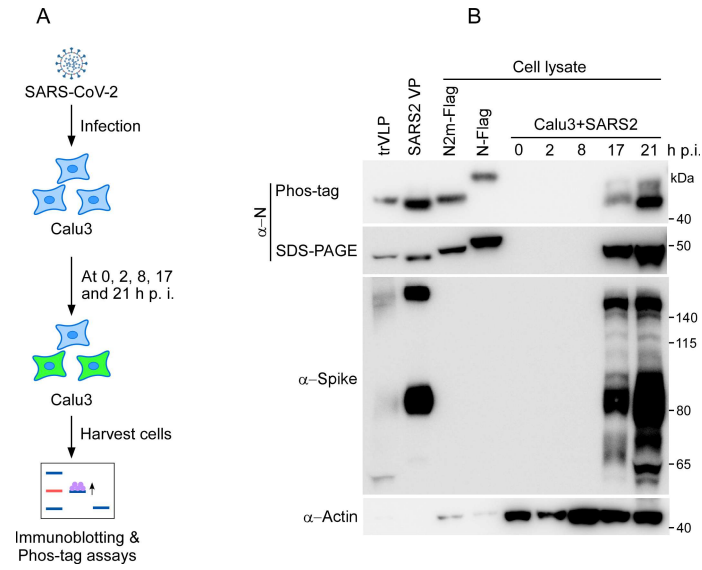 A
SARS-CoV-2
Infection
Calu3
At 0, 2, 8, 17
and 21 h p. i.
Calu3
Harvest cells
Immunoblotting &
Phos-tag assays
B
Cell lysate
trVLP
SARS2 VP
N2m-Flag
N-Flag
Calu3+SARS2
0 2 8 17 21 h p.i.
kDa
α–N
Phos-tag
- 40
SDS-PAGE
- 50
α–Spike
- 140
- 115
- 80
- 65
α–Actin
- 40